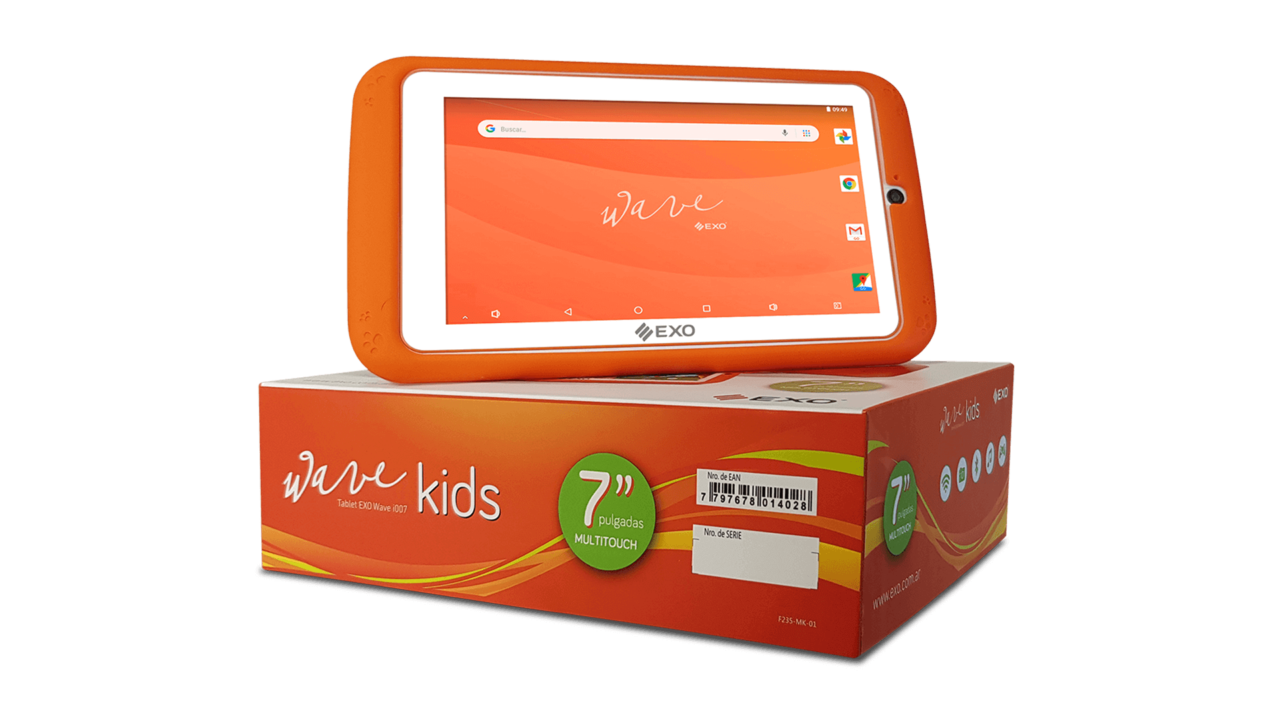 09:49
Buscar...
wave
EXO
EXO
7”
EXO
wave kids
Tablet EXO Wave i007
7”
pulgadas
MULTITOUCH
Nro. de EAN
7 797678 014028
Nro. de SERIE
F235-MK-01
EXO
wave kids
7”
pulgadas
MULTITOUCH
www.exo.com.ar